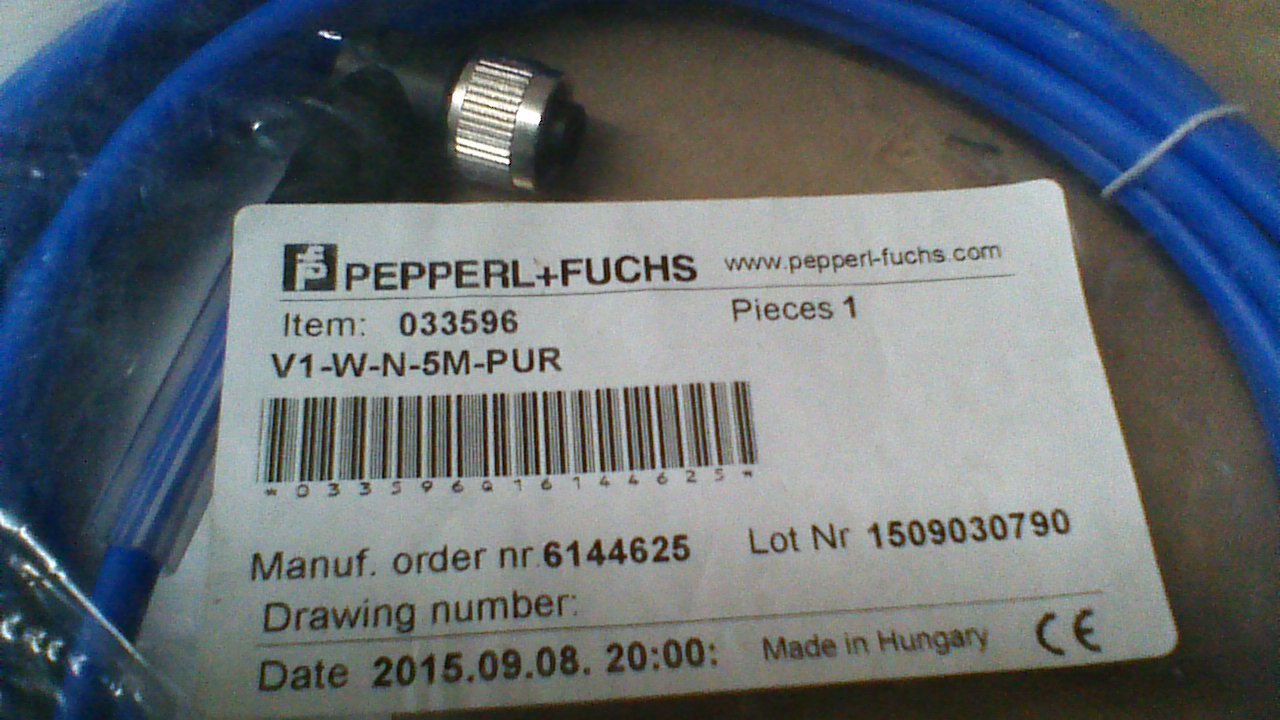 PEPPERL+FUCHS www.pepperl-fuchs.com
Item: 033596 Pieces 1
V1-W-N-5M-PUR
*033596Q16144625*
Manuf. order nr.6144625 Lot Nr 1509030790
Drawing number:
Date 2015.09.08. 20:00: Made in Hungary CE